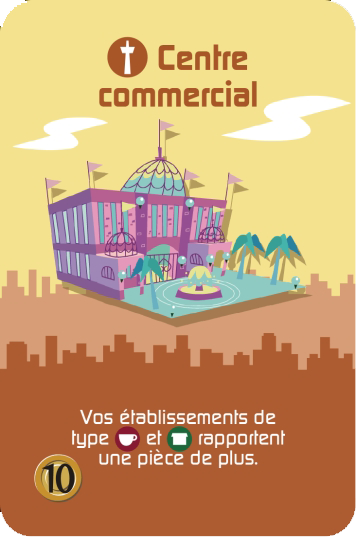 Centre
commercial
Vos établissements de
type et rapportent
une pièce de plus.
10